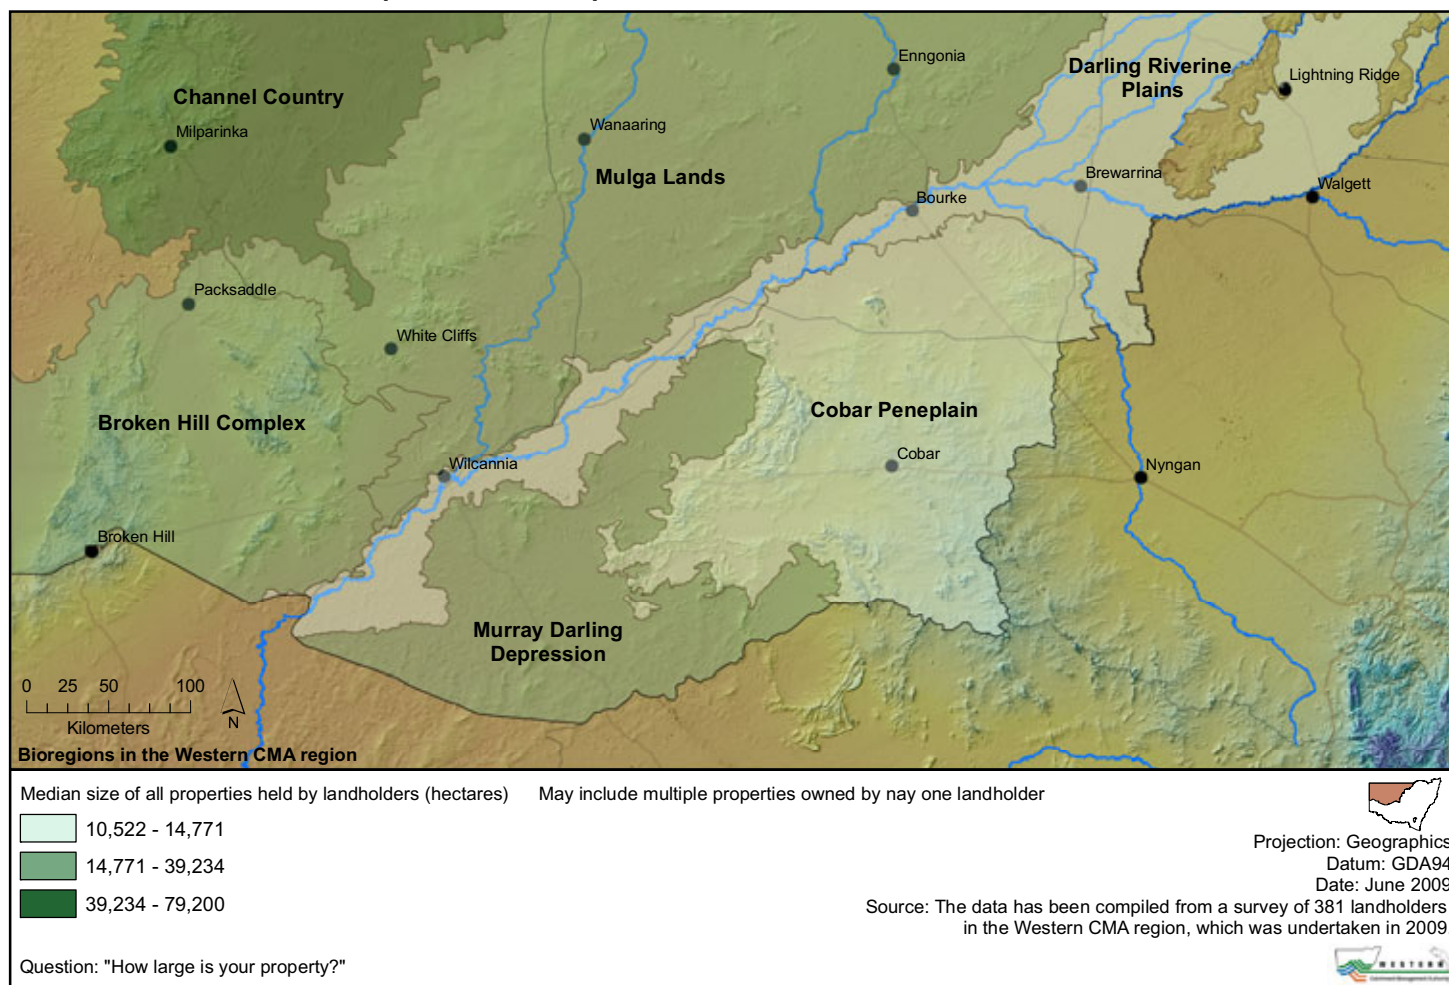 Enngonia
Darling Riverine
Plains
Lightning Ridge
Channel Country
Milparinka
Wanaaring
Mulga Lands
Brewarrina
Walgett
Bourke
Packsaddle
White Cliffs
Broken Hill Complex
Cobar Peneplain
Wilcannia
Cobar
Nyngan
Broken Hill
Murray Darling
Depression
0 25 50 100
Kilometers
N
Bioregions in the Western CMA region
Median size of all properties held by landholders (hectares) May include multiple properties owned by nay one landholder
10,522 - 14,771
14,771 - 39,234
39,234 - 79,200
Projection: Geographics
Datum: GDA94
Date: June 2009
Source: The data has been compiled from a survey of 381 landholders
in the Western CMA region, which was undertaken in 2009.
Question: "How large is your property?"
WESTERN